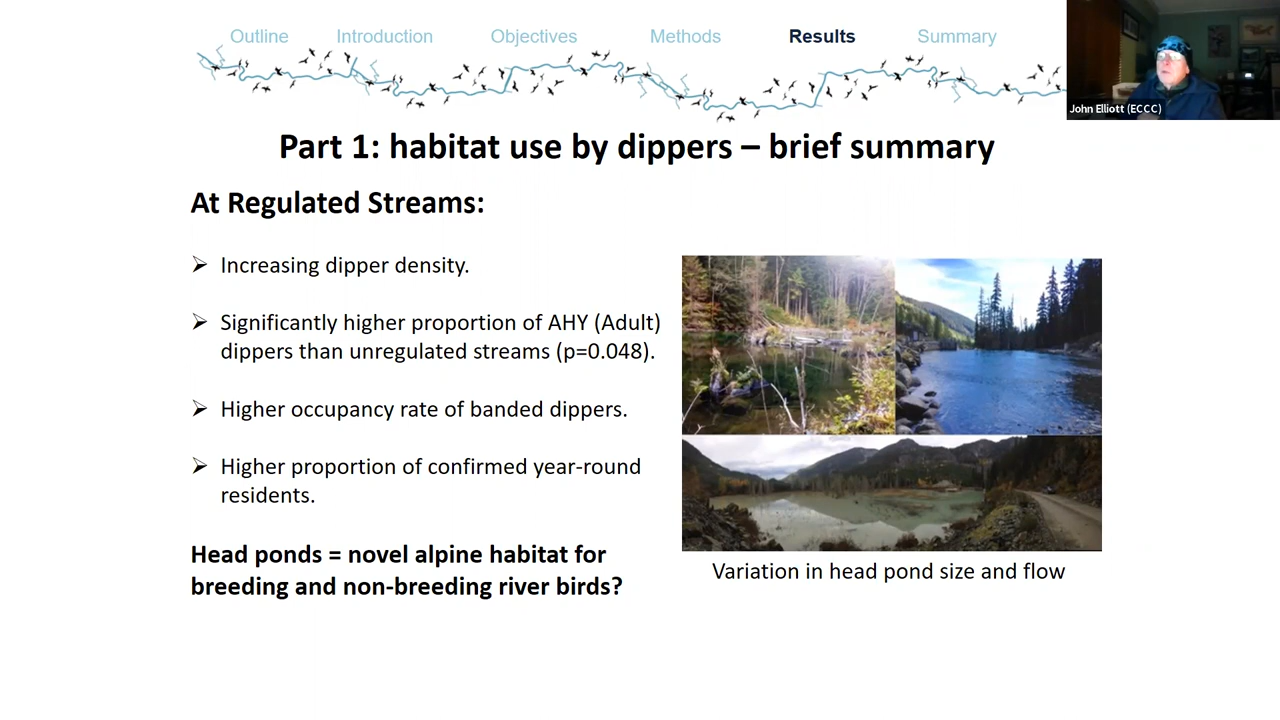 Outline Introduction Objectives Methods Results Summary
John Elliott (ECCC)
Part 1: habitat use by dippers – brief summary
At Regulated Streams:
➢ Increasing dipper density.
➢ Significantly higher proportion of AHY (Adult)
dippers than unregulated streams (p=0.048).
➢ Higher occupancy rate of banded dippers.
➢ Higher proportion of confirmed year-round
residents.
Head ponds = novel alpine habitat for
breeding and non-breeding river birds?
Variation in head pond size and flow